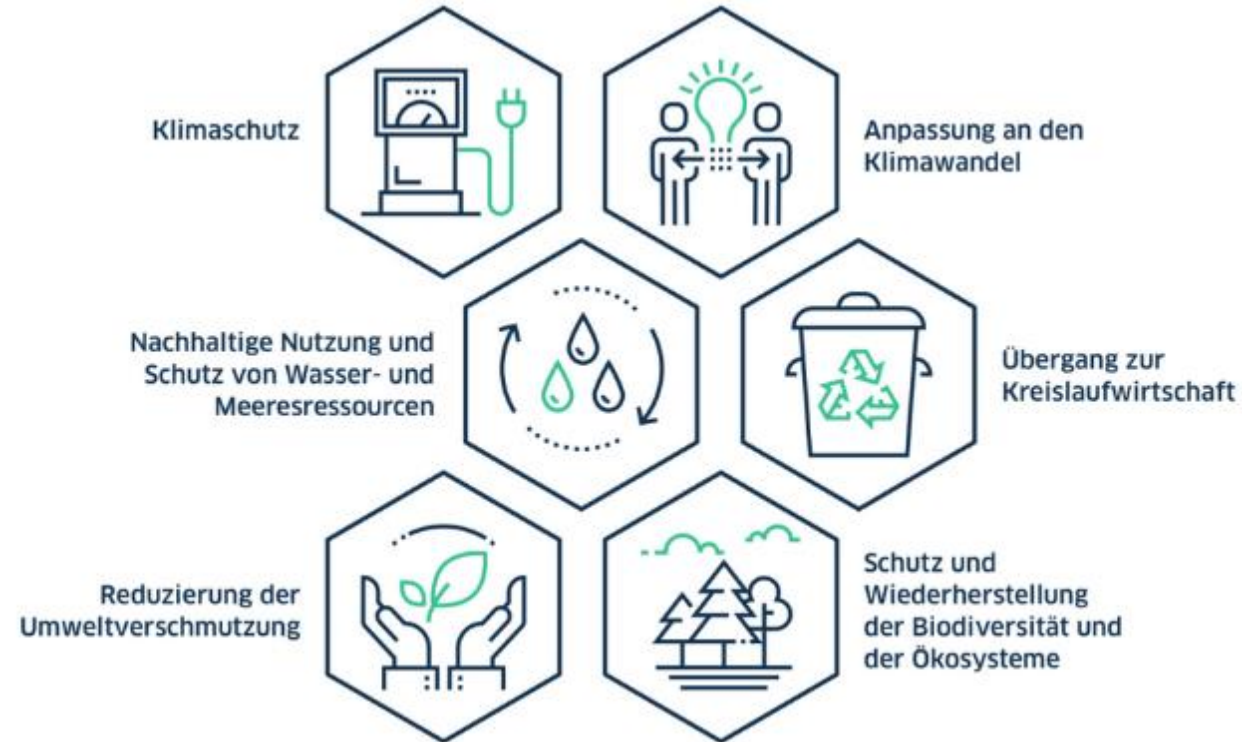 Klimaschutz
Anpassung an den
Klimawandel
Nachhaltige Nutzung und
Schutz von Wasser- und
Meeresressourcen
Übergang zur
Kreislaufwirtschaft
Reduzierung der
Umweltverschmutzung
Schutz und
Wiederherstellung
der Biodiversität und
der Ökosysteme